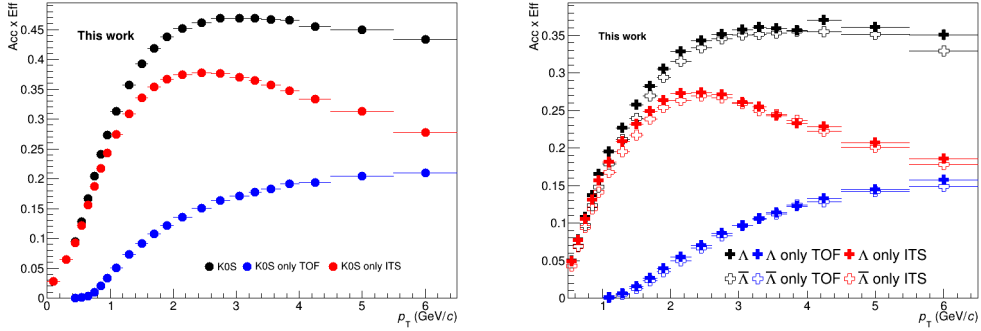 Acc x Eff
This work
0.45
0.4
0.35
0.3
0.25
0.2
0.15
0.1
0.05
0
K0S
K0S only TOF
K0S only ITS
0 1 2 3 4 5 6
p_T (GeV/c)
Acc x Eff
This work
0.35
0.3
0.25
0.2
0.15
0.1
0.05
0
Λ Λ only TOF Λ only ITS
Λ̅ Λ̅ only TOF Λ̅ only ITS
1 2 3 4 5 6
p_T (GeV/c)